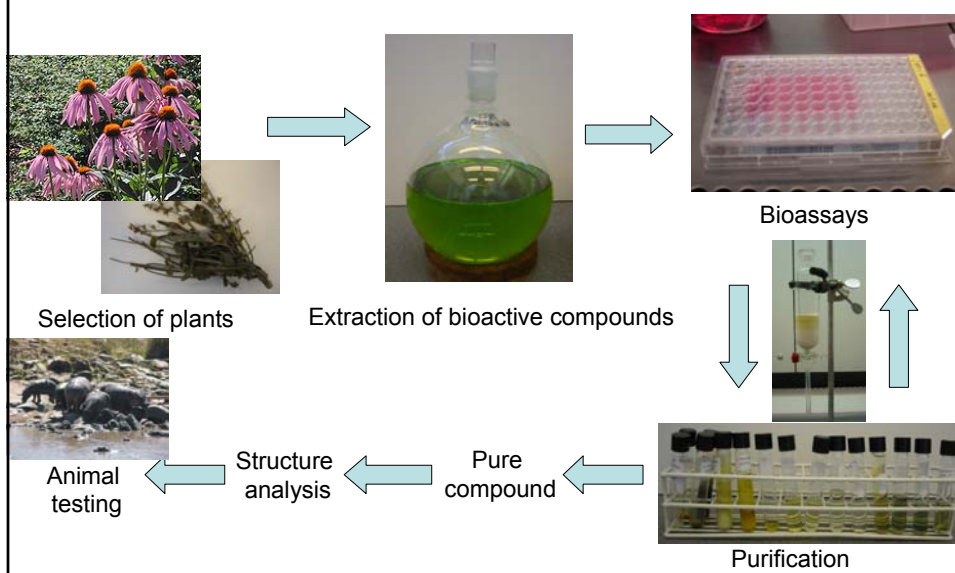 Selection of plants
Extraction of bioactive compounds
Bioassays
Purification
Pure
compound
Structure
analysis
Animal
testing